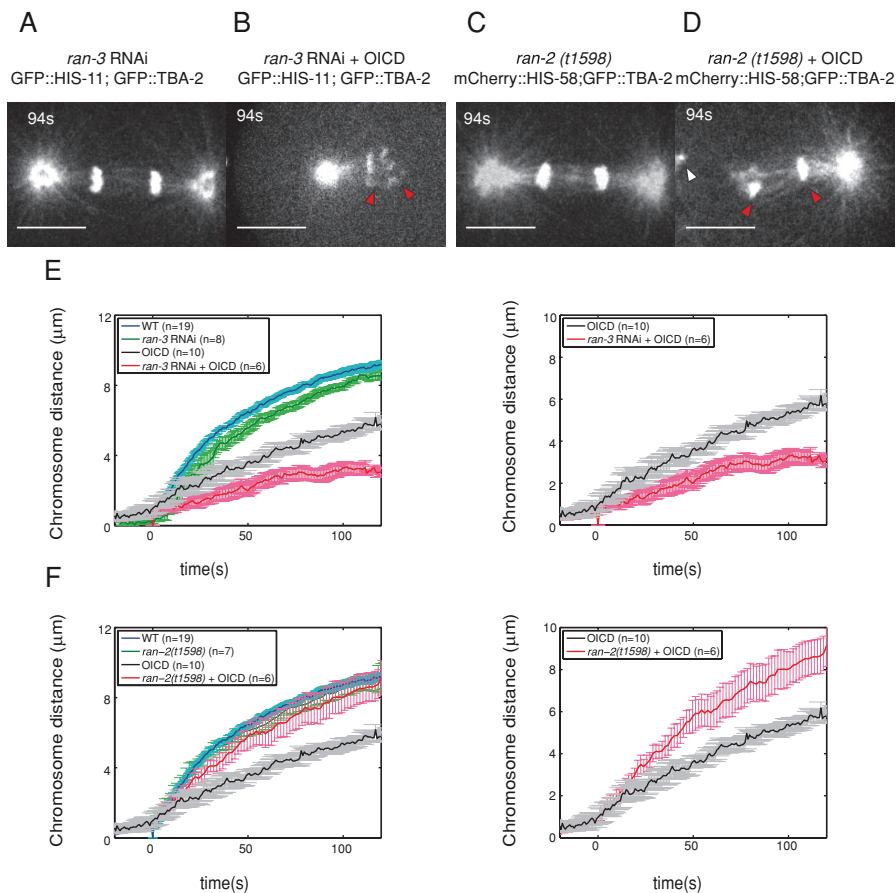 A
B
C
D
ran-3 RNAi
GFP::HIS-11; GFP::TBA-2
ran-3 RNAi + OICD
GFP::HIS-11; GFP::TBA-2
ran-2 (t1598)
mCherry::HIS-58;GFP::TBA-2
ran-2 (t1598) + OICD
mCherry::HIS-58;GFP::TBA-2
94s
94s
94s
94s
E
Chromosome distance (μm)
12
8
4
0
WT (n=19)
ran-3 RNAi (n=8)
OICD (n=10)
ran-3 RNAi + OICD (n=6)
0
50
100
time(s)
Chromosome distance (μm)
10
8
6
4
2
0
OICD (n=10)
ran-3 RNAi + OICD (n=6)
0
50
100
time(s)
F
Chromosome distance (μm)
12
8
4
0
WT (n=19)
ran–2(t1598) (n=7)
OICD (n=10)
ran–2(t1598) + OICD (n=6)
0
50
100
time(s)
Chromosome distance (μm)
10
8
6
4
2
0
OICD (n=10)
ran–2(t1598) + OICD (n=6)
0
50
100
time(s)